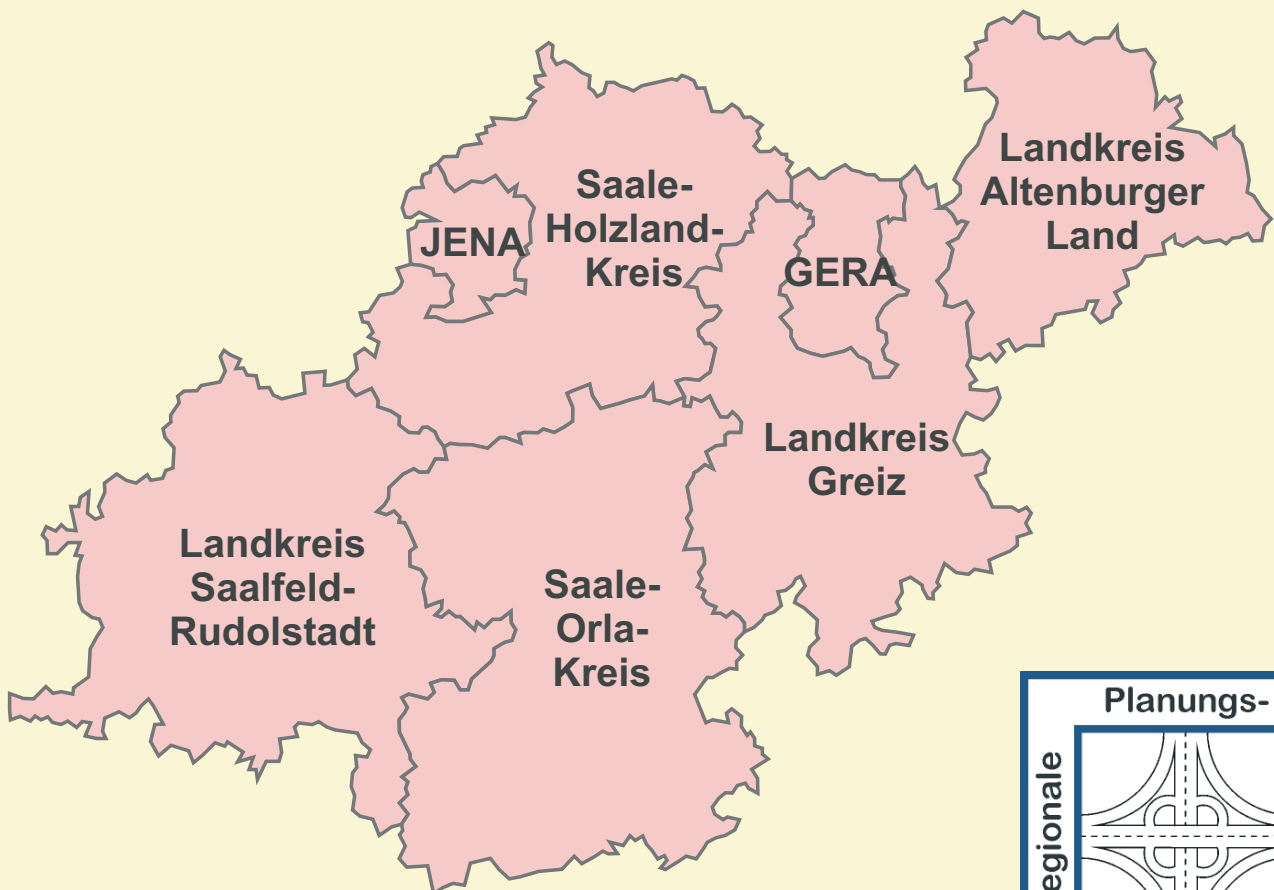 Landkreis
Altenburger
Land
Saale-
Holzland-
Kreis
JENA
GERA
Landkreis
Greiz
Landkreis
Saalfeld-
Rudolstadt
Saale-
Orla-
Kreis
Planungs-
egionale